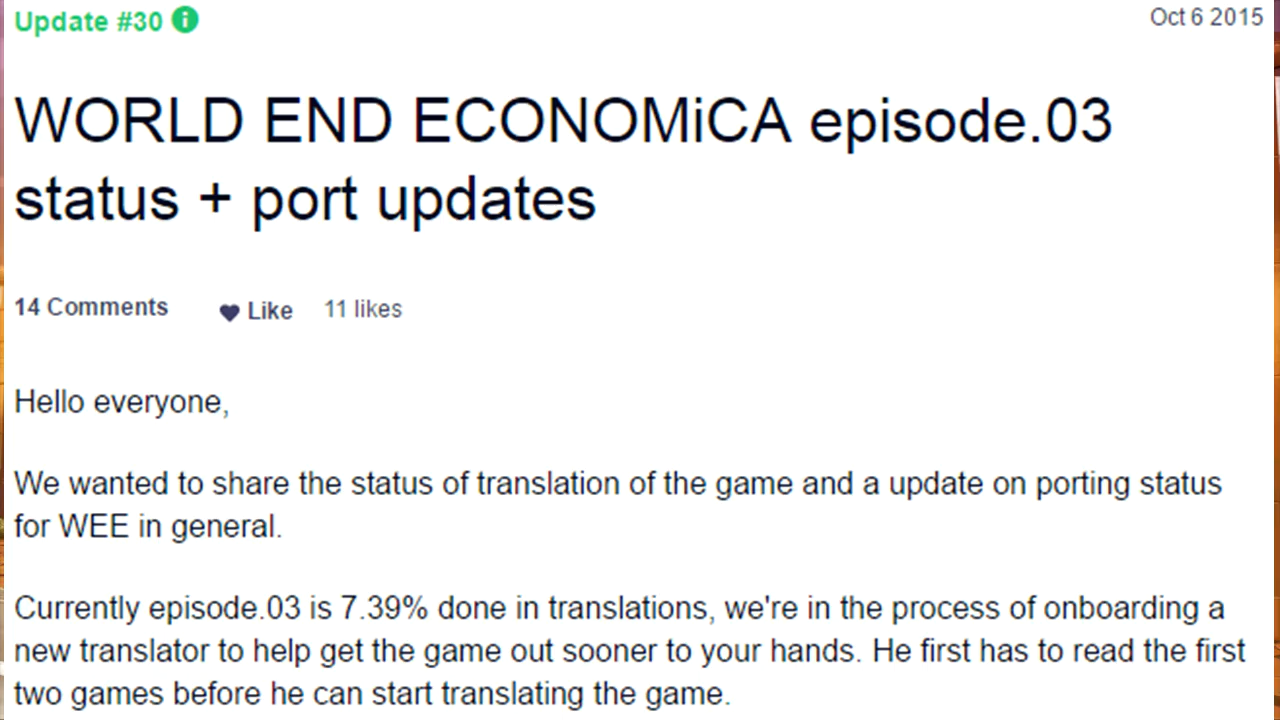 Update #30
Oct 6 2015
WORLD END ECONOMiCA episode.03
status + port updates
14 Comments Like 11 likes
Hello everyone,
We wanted to share the status of translation of the game and a update on porting status
for WEE in general.
Currently episode.03 is 7.39% done in translations, we're in the process of onboarding a
new translator to help get the game out sooner to your hands. He first has to read the first
two games before he can start translating the game.